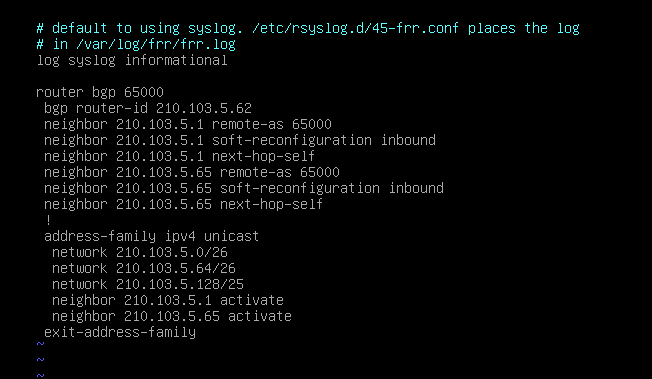 # default to using syslog. /etc/rsyslog.d/45-frr.conf places the log
# in /var/log/frr/frr.log
log syslog informational

router bgp 65000
 bgp router-id 210.103.5.62
 neighbor 210.103.5.1 remote-as 65000
 neighbor 210.103.5.1 soft-reconfiguration inbound
 neighbor 210.103.5.1 next-hop-self
 neighbor 210.103.5.65 remote-as 65000
 neighbor 210.103.5.65 soft-reconfiguration inbound
 neighbor 210.103.5.65 next-hop-self
 !
 address-family ipv4 unicast
  network 210.103.5.0/26
  network 210.103.5.64/26
  network 210.103.5.128/25
  neighbor 210.103.5.1 activate
  neighbor 210.103.5.65 activate
 exit-address-family
~
~
~